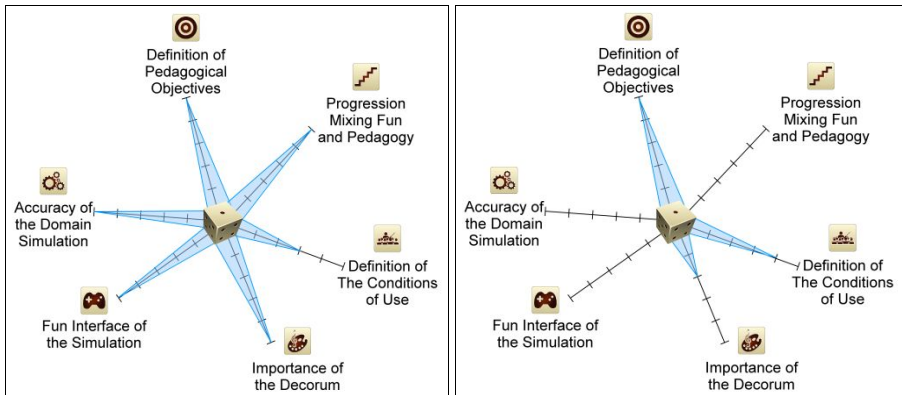 Definition of
Pedagogical
Objectives
Progression
Mixing Fun
and Pedagogy
Accuracy of
the Domain
Simulation
Definition of
The Conditions
of Use
Fun Interface of
the Simulation
Importance of
the Decorum
Definition of
Pedagogical
Objectives
Progression
Mixing Fun
and Pedagogy
Accuracy of
the Domain
Simulation
Definition of
The Conditions
of Use
Fun Interface of
the Simulation
Importance of
the Decorum